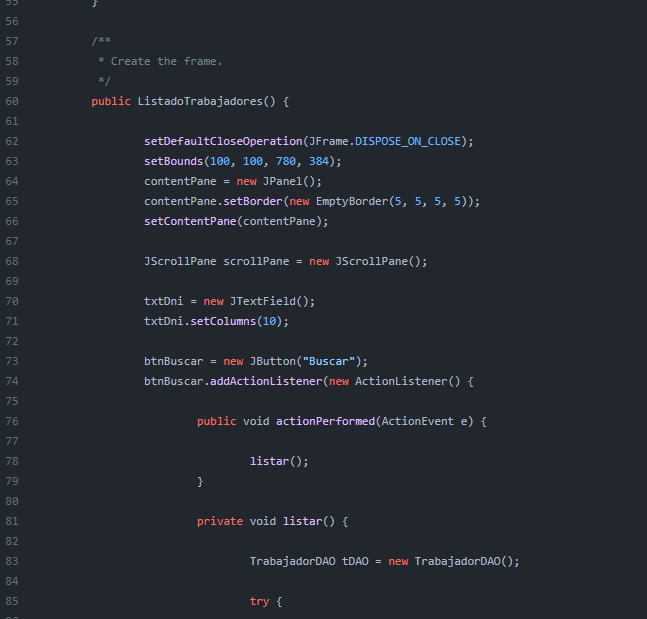 55 }
56
57 /**
58 * Create the frame.
59 */
60 public ListadoTrabajadores() {
61
62 setDefaultCloseOperation(JFrame.DISPOSE_ON_CLOSE);
63 setBounds(100, 100, 780, 384);
64 contentPane = new JPanel();
65 contentPane.setBorder(new EmptyBorder(5, 5, 5, 5));
66 setContentPane(contentPane);
67
68 JScrollPane scrollPane = new JScrollPane();
69
70 txtDni = new JTextField();
71 txtDni.setColumns(10);
72
73 btnBuscar = new JButton("Buscar");
74 btnBuscar.addActionListener(new ActionListener() {
75
76 public void actionPerformed(ActionEvent e) {
77
78 listar();
79 }
80
81 private void listar() {
82
83 TrabajadorDAO tDAO = new TrabajadorDAO();
84
85 try {